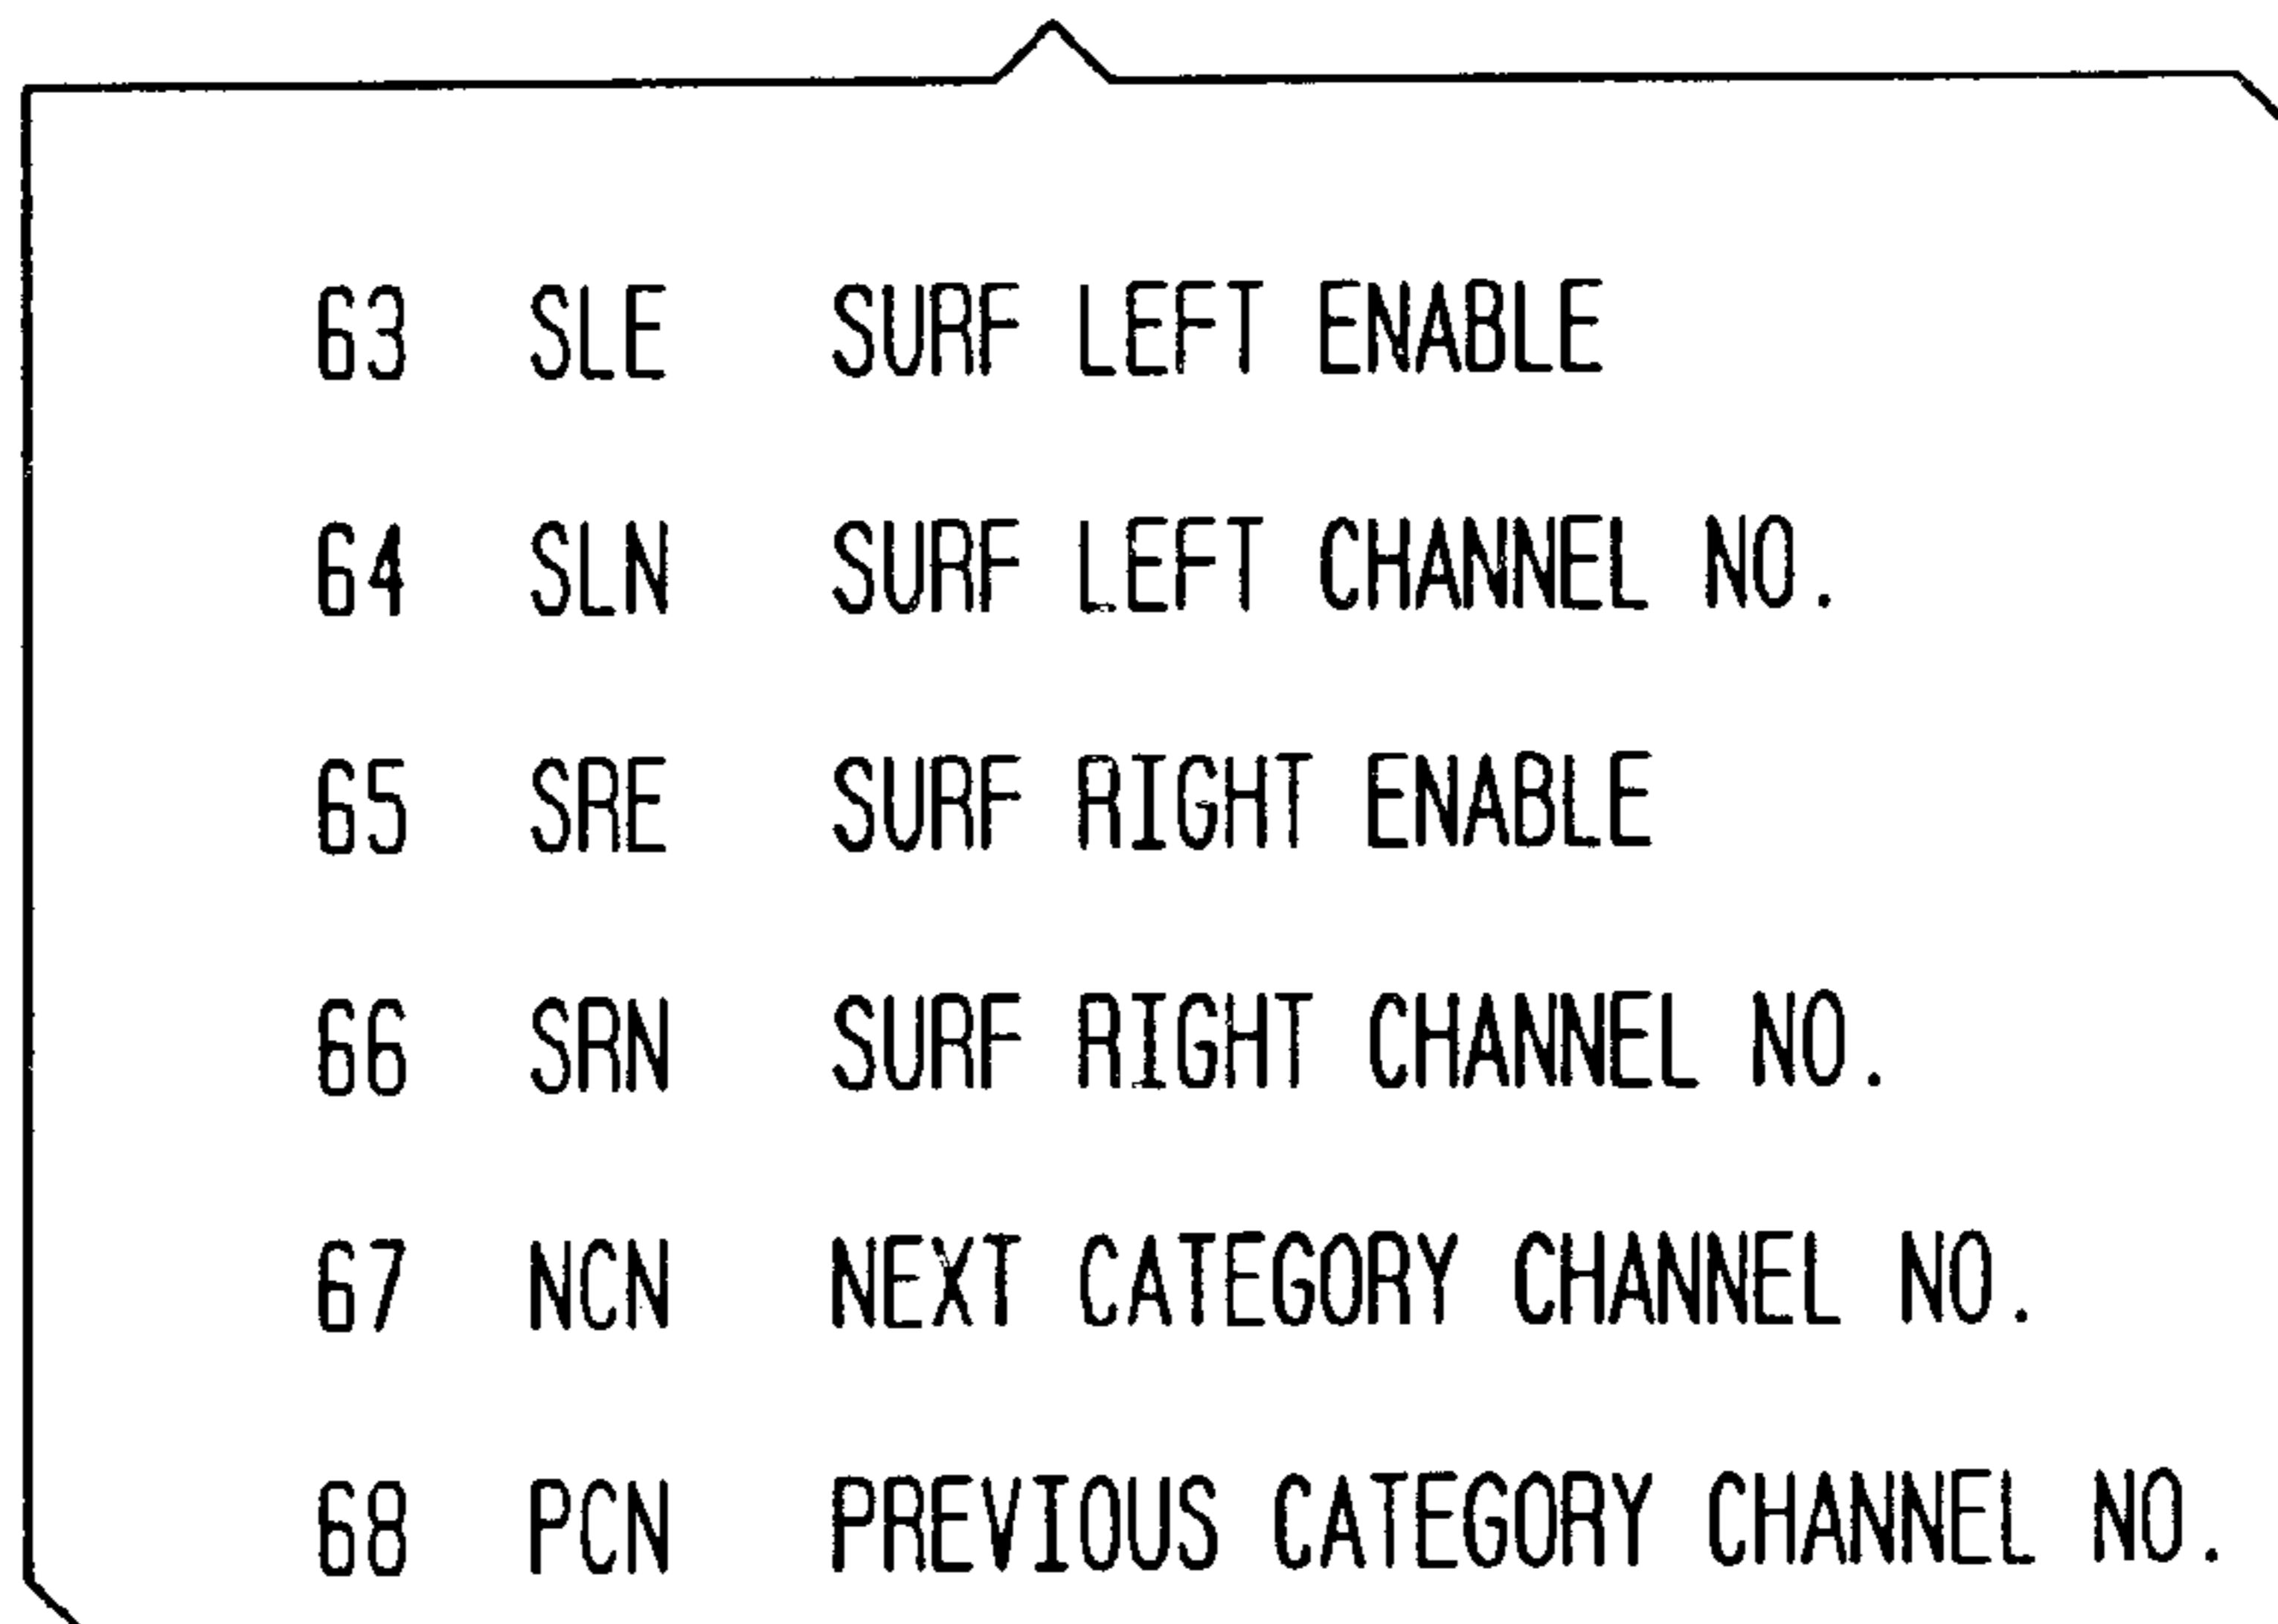 63 SLE SURF LEFT ENABLE
64 SLN SURF LEFT CHANNEL NO.
65 SRE SURF RIGHT ENABLE
66 SRN SURF RIGHT CHANNEL NO.
67 NCN NEXT CATEGORY CHANNEL NO.
68 PCN PREVIOUS CATEGORY CHANNEL NO.